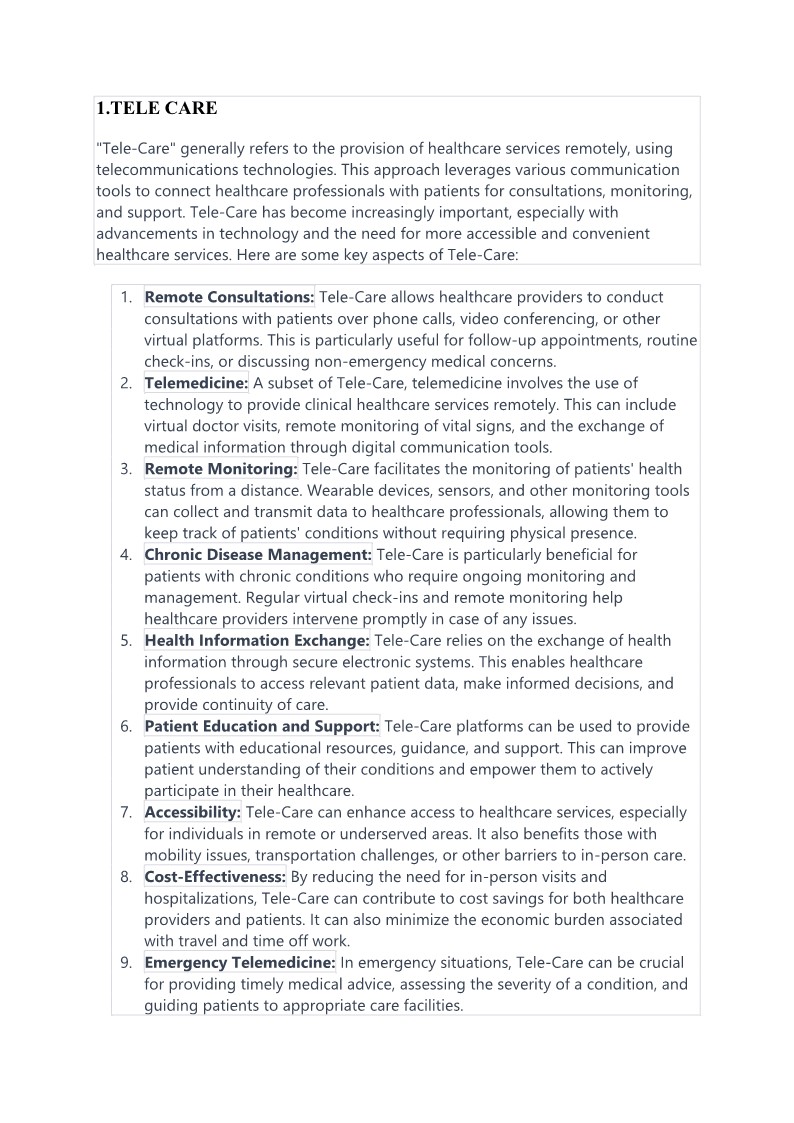 1.TELE CARE
"Tele-Care" generally refers to the provision of healthcare services remotely, using
telecommunications technologies. This approach leverages various communication
tools to connect healthcare professionals with patients for consultations, monitoring,
and support. Tele-Care has become increasingly important, especially with
advancements in technology and the need for more accessible and convenient
healthcare services. Here are some key aspects of Tele-Care:
1. Remote Consultations: Tele-Care allows healthcare providers to conduct
consultations with patients over phone calls, video conferencing, or other
virtual platforms. This is particularly useful for follow-up appointments, routine
check-ins, or discussing non-emergency medical concerns.
2. Telemedicine: A subset of Tele-Care, telemedicine involves the use of
technology to provide clinical healthcare services remotely. This can include
virtual doctor visits, remote monitoring of vital signs, and the exchange of
medical information through digital communication tools.
3. Remote Monitoring: Tele-Care facilitates the monitoring of patients' health
status from a distance. Wearable devices, sensors, and other monitoring tools
can collect and transmit data to healthcare professionals, allowing them to
keep track of patients' conditions without requiring physical presence.
4. Chronic Disease Management: Tele-Care is particularly beneficial for
patients with chronic conditions who require ongoing monitoring and
management. Regular virtual check-ins and remote monitoring help
healthcare providers intervene promptly in case of any issues.
5. Health Information Exchange: Tele-Care relies on the exchange of health
information through secure electronic systems. This enables healthcare
professionals to access relevant patient data, make informed decisions, and
provide continuity of care.
6. Patient Education and Support: Tele-Care platforms can be used to provide
patients with educational resources, guidance, and support. This can improve
patient understanding of their conditions and empower them to actively
participate in their healthcare.
7. Accessibility: Tele-Care can enhance access to healthcare services, especially
for individuals in remote or underserved areas. It also benefits those with
mobility issues, transportation challenges, or other barriers to in-person care.
8. Cost-Effectiveness: By reducing the need for in-person visits and
hospitalizations, Tele-Care can contribute to cost savings for both healthcare
providers and patients. It can also minimize the economic burden associated
with travel and time off work.
9. Emergency Telemedicine: In emergency situations, Tele-Care can be crucial
for providing timely medical advice, assessing the severity of a condition, and
guiding patients to appropriate care facilities.